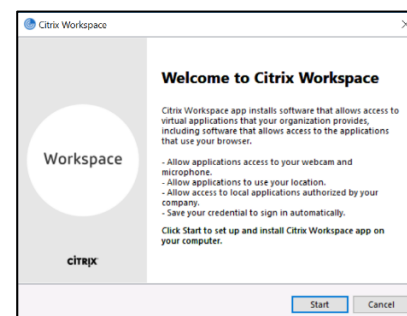 Citrix Workspace
Welcome to Citrix Workspace
Citrix Workspace app installs software that allows access to
virtual applications that your organization provides,
including software that allows access to the applications
that use your browser.
- Allow applications access to your webcam and
microphone.
- Allow applications to use your location.
- Allow access to local applications authorized by your
company.
- Save your credential to sign in automatically.
Click Start to set up and install Citrix Workspace app on
your computer.
Workspace
CITRIX
Start
Cancel